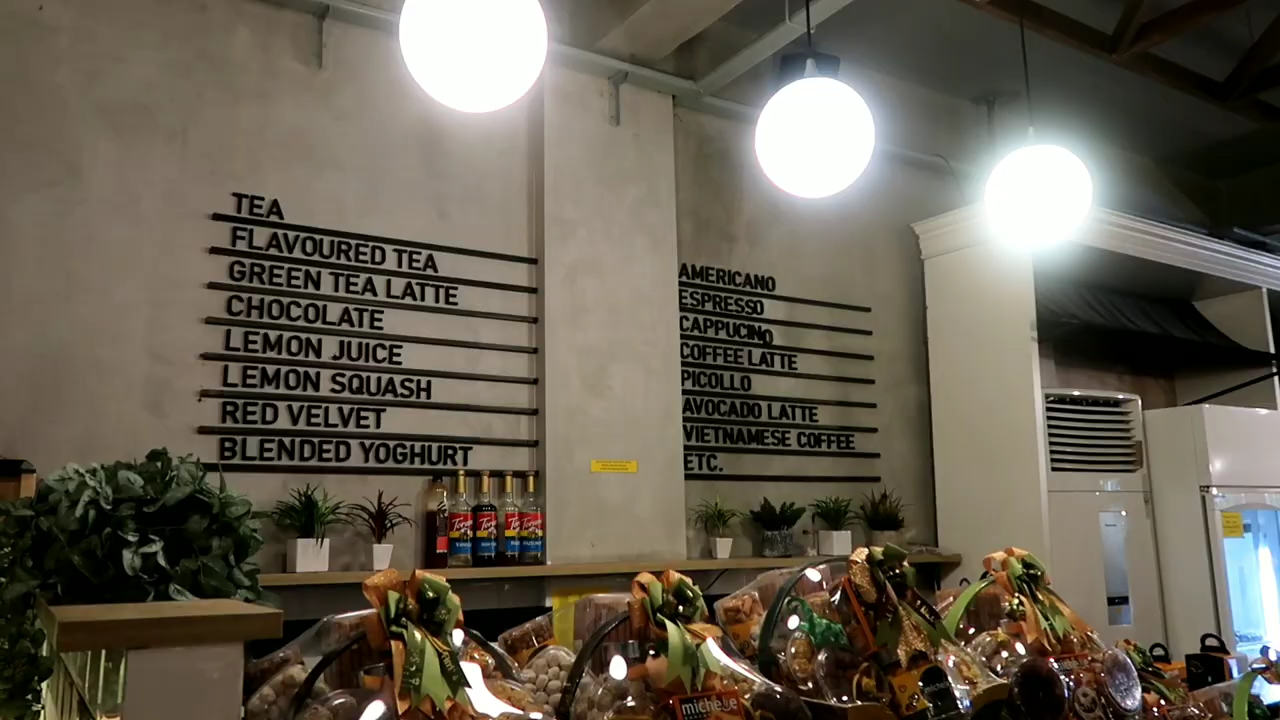 TEA
FLAVOURED TEA
GREEN TEA LATTE
CHOCOLATE
LEMON JUICE
LEMON SQUASH
RED VELVET
BLENDED YOGHURT
AMERICANO
ESPRESSO
CAPPUCINO
COFFEE LATTE
PICOLLO
AVOCADO LATTE
VIETNAMESE COFFEE
ETC.
michelle